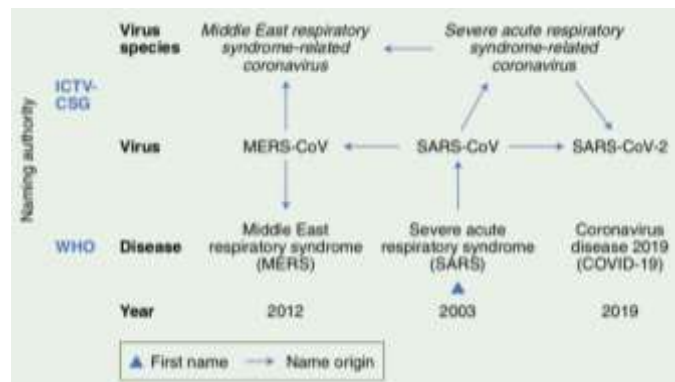 Naming authority
Virus species
Middle East respiratory
syndrome-related
coronavirus
Severe acute respiratory
syndrome-related
coronavirus
ICTV-
CSG
Virus
MERS-CoV
SARS-CoV
SARS-CoV-2
WHO
Disease
Middle East
respiratory syndrome
(MERS)
Severe acute
respiratory syndrome
(SARS)
Coronavirus
disease 2019
(COVID-19)
Year
2012
2003
2019
First name
Name origin